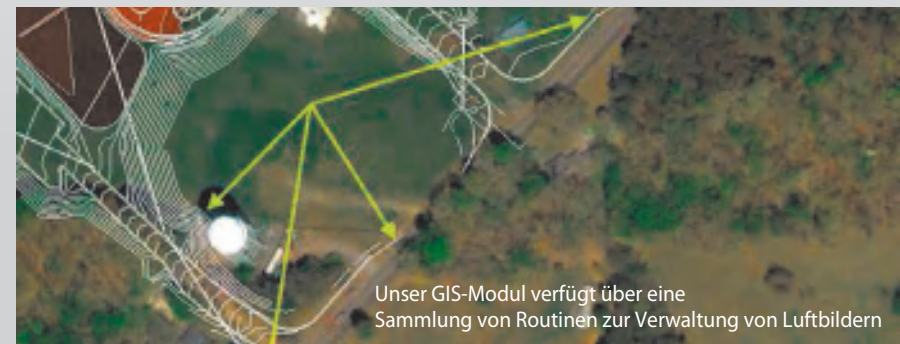 Unser GIS-Modul verfügt über eine
Sammlung von Routinen zur Verwaltung von Luftbildern